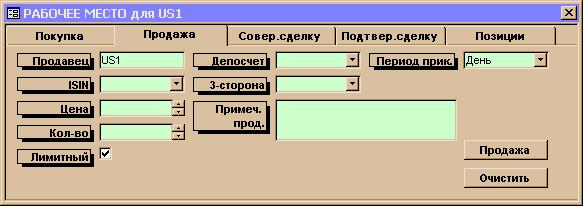 РАБОЧЕЕ МЕСТО для US1
Покупка Продажа Совер.сделку Подтвер.сделку Позиции
Продавец US1 Депосчет Период прик. День
ISIN 3-сторона
Цена Примеч. прод.
Кол-во
Лимитный
Продажа
Очистить